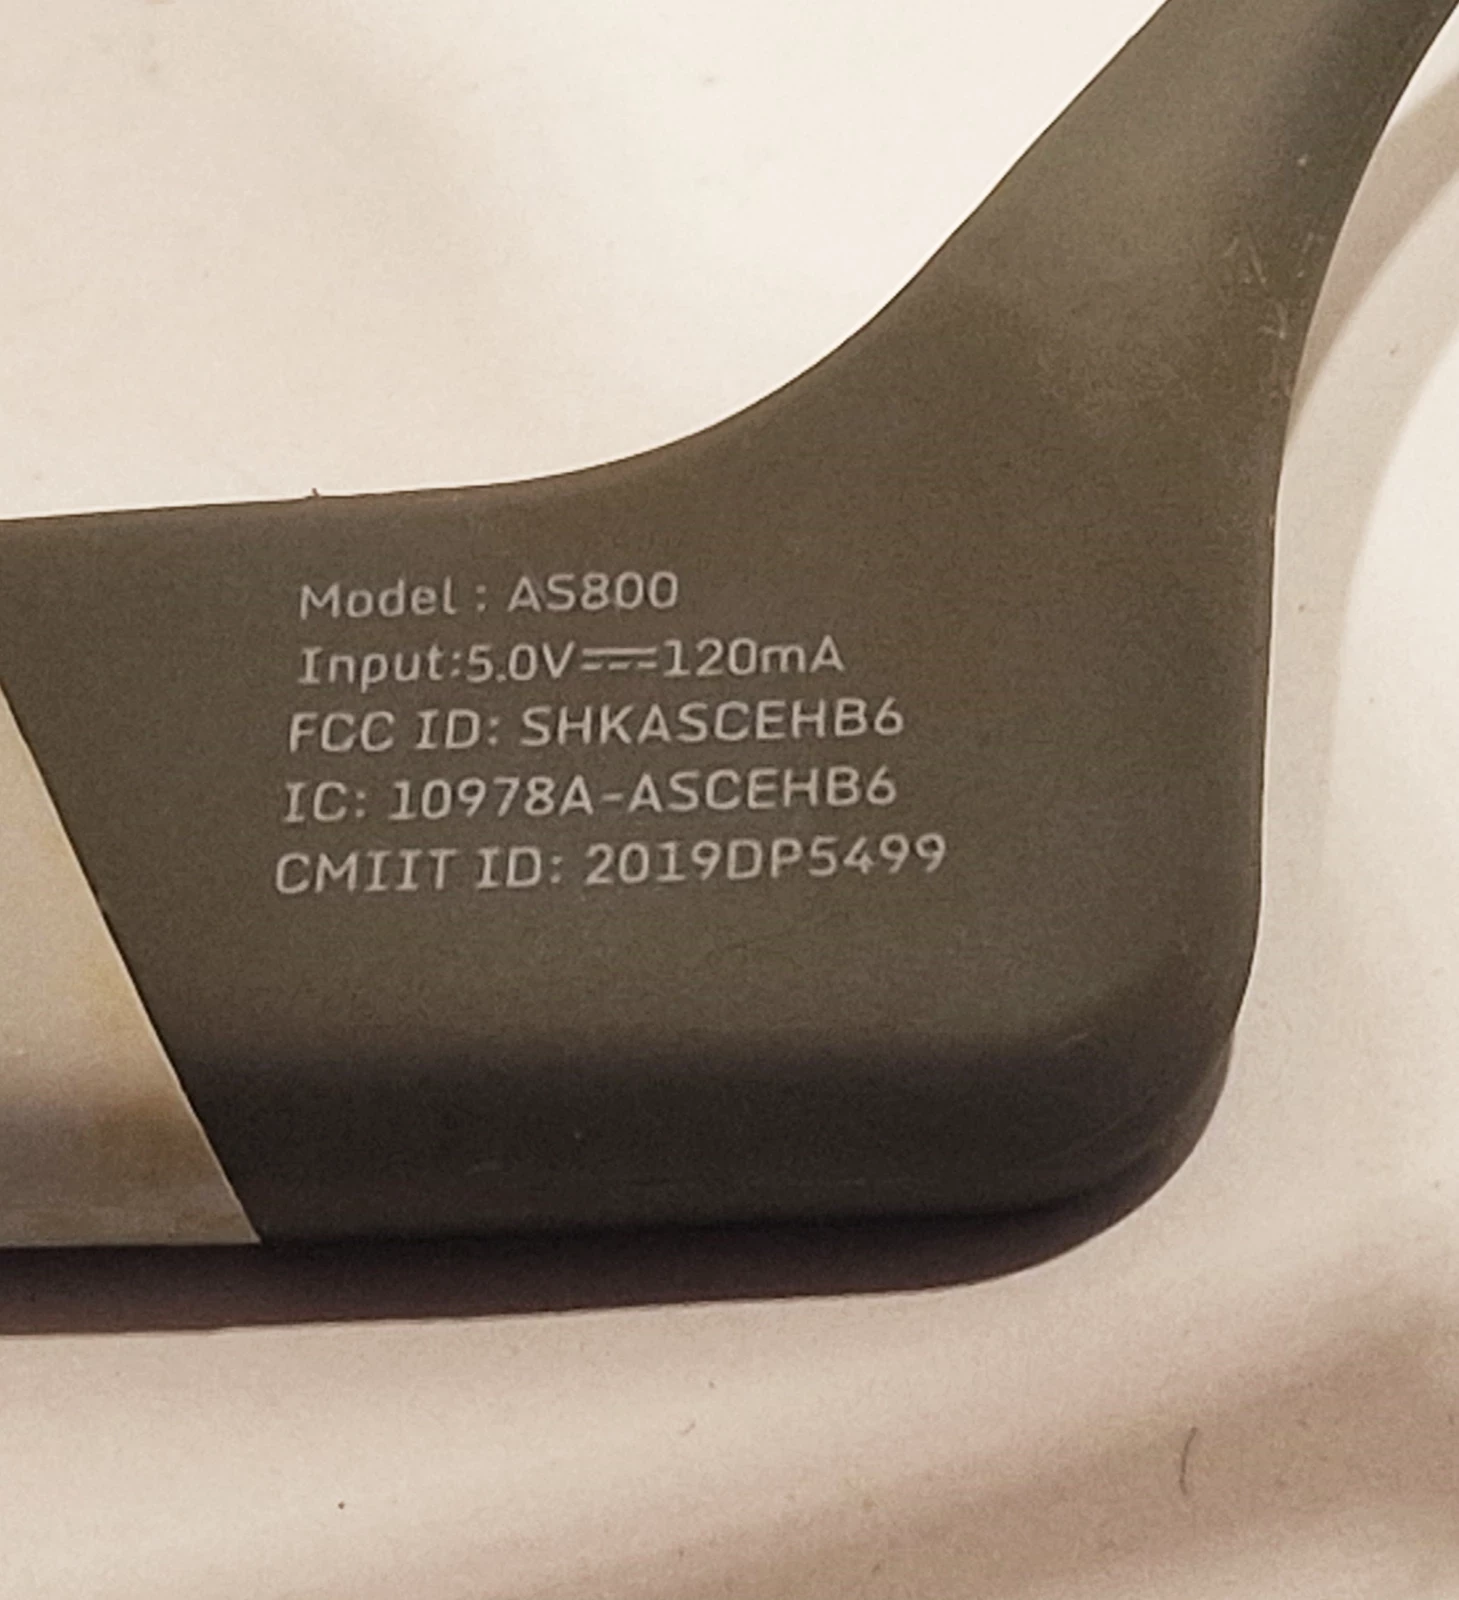 Model : AS800
Input:5.0V⎓120mA
FCC ID: SHKASCEHB6
IC: 10978A-ASCEHB6
CMIIT ID: 2019DP5499